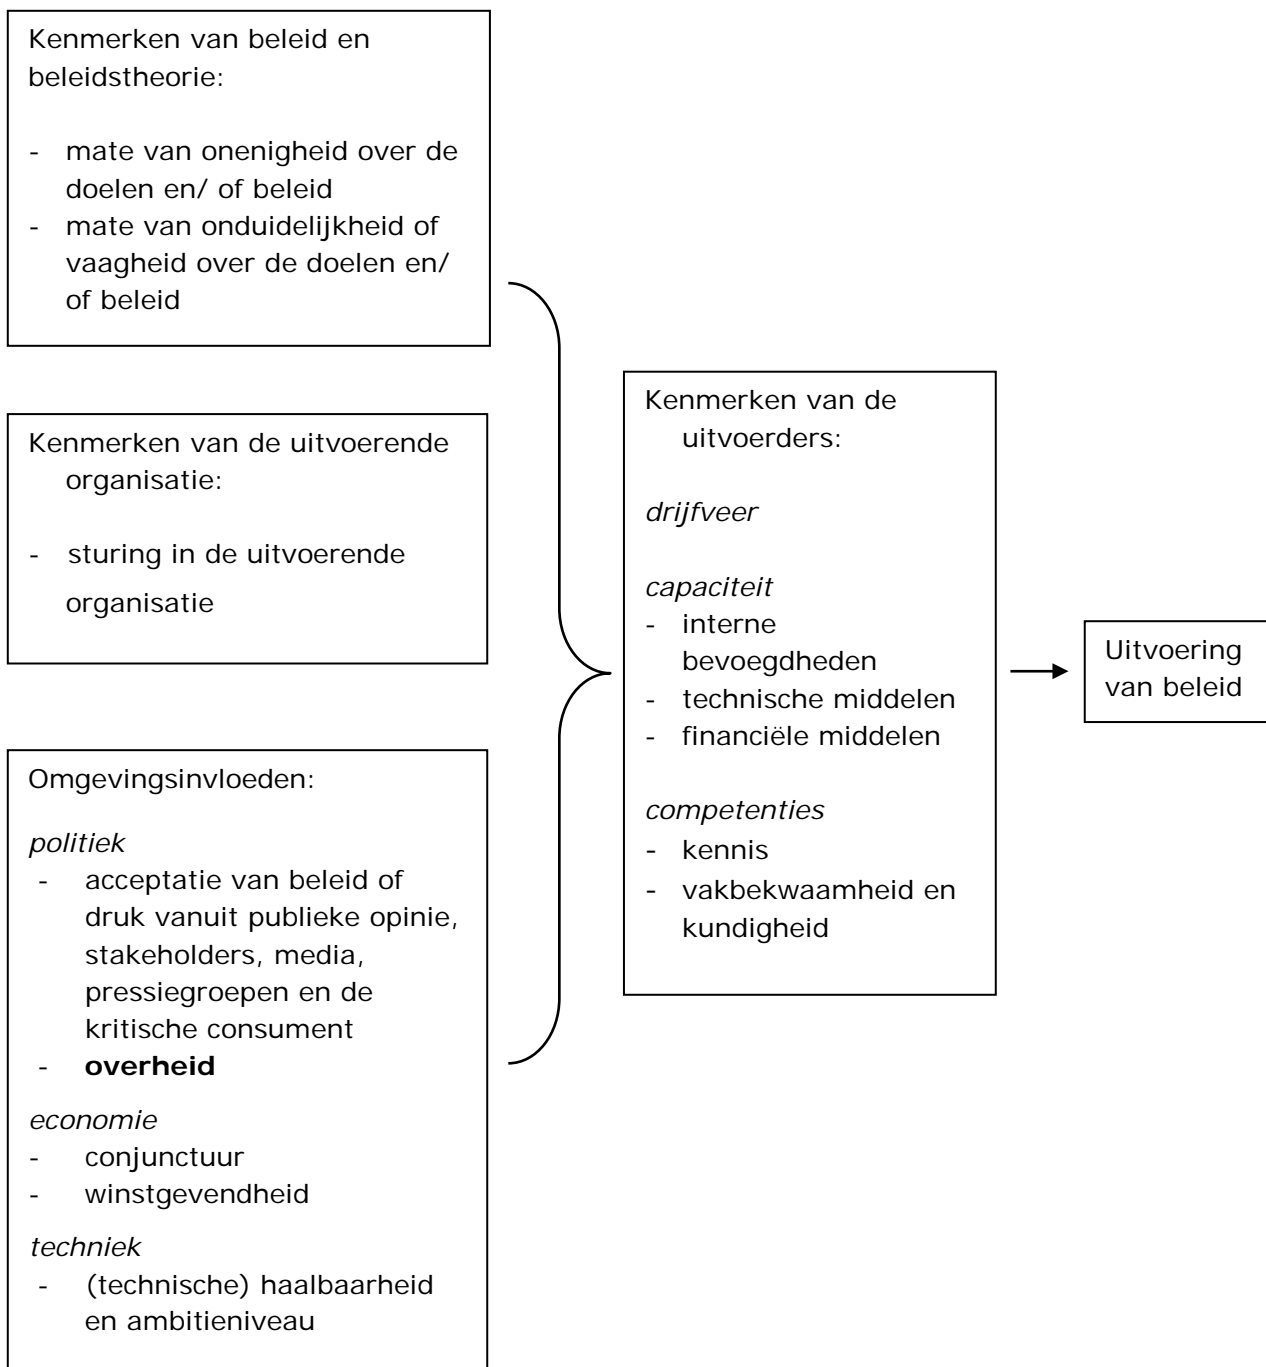 Kenmerken van beleid en
beleidstheorie:
- mate van onenigheid over de
doelen en/ of beleid
- mate van onduidelijkheid of
vaagheid over de doelen en/
of beleid
Kenmerken van de uitvoerende
organisatie:
- sturing in de uitvoerende
organisatie
Omgevingsinvloeden:
politiek
- acceptatie van beleid of
druk vanuit publieke opinie,
stakeholders, media,
pressiegroepen en de
kritische consument
- overheid
economie
- conjunctuur
- winstgevendheid
techniek
- (technische) haalbaarheid
en ambitieniveau
Kenmerken van de
uitvoerders:
drijfveer
capaciteit
- interne
bevoegdheden
- technische middelen
- financiële middelen
competenties
- kennis
- vakbekwaamheid en
kundigheid
Uitvoering
van beleid